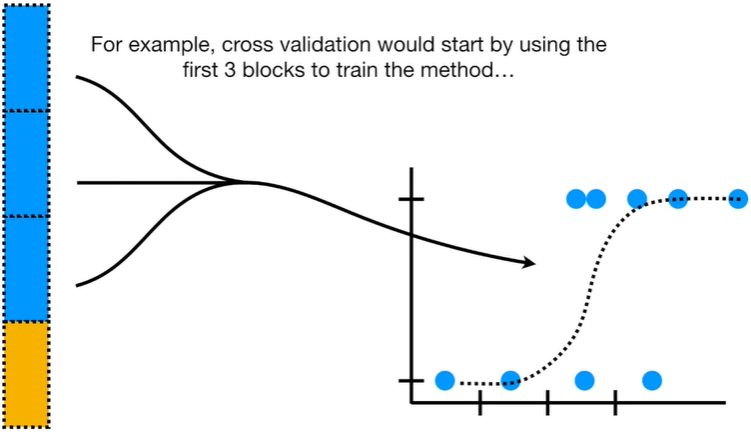 For example, cross validation would start by using the
first 3 blocks to train the method…